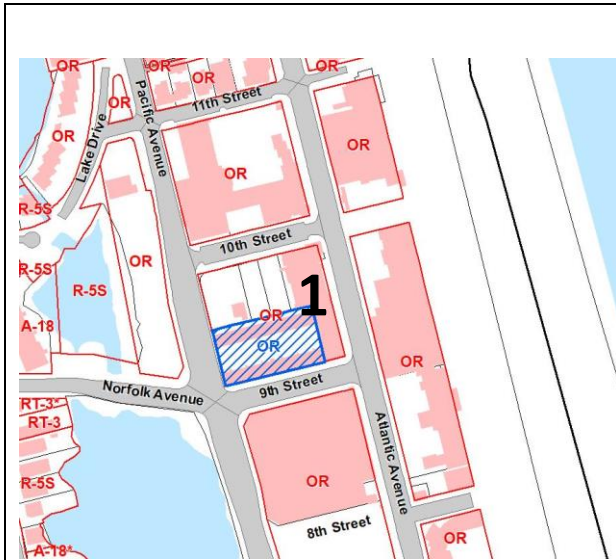 OR
OR
OR
11th Street
OR
Pacific Avenue
Lake Drive
OR
OR
OR
R-5S
10th Street
OR
R-5S
R-5S
1
OR
OR
OR
A-18
9th Street
Norfolk Avenue
Atlantic Avenue
RT-3*
RT-3
OR
R-5S
8th Street
OR
A-18*